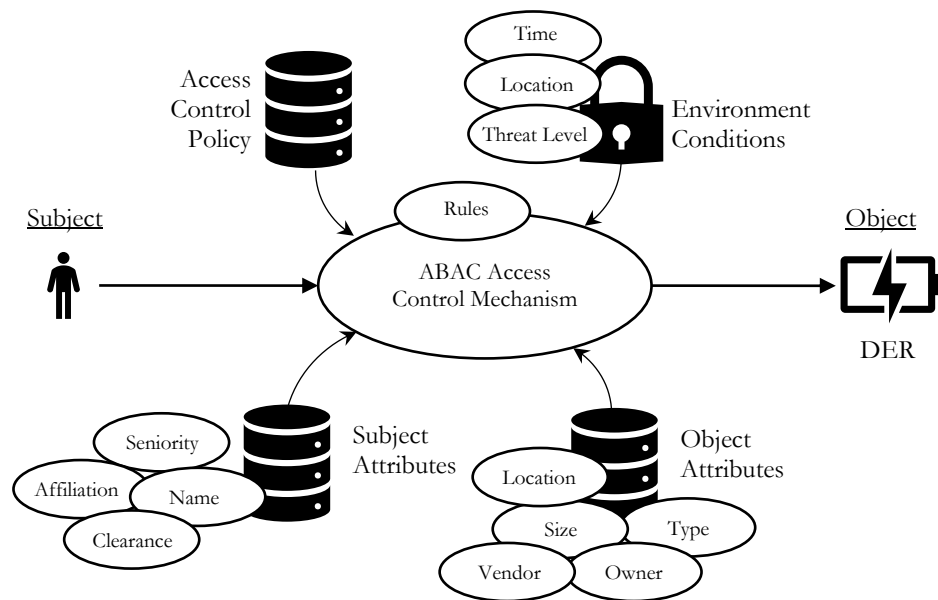 Time
Access
Control
Policy
Location
Environment
Conditions
Threat Level
Rules
Subject
Object
ABAC Access
Control Mechanism
DER
Seniority
Subject
Attributes
Object
Attributes
Location
Affiliation
Name
Clearance
Size
Type
Vendor
Owner